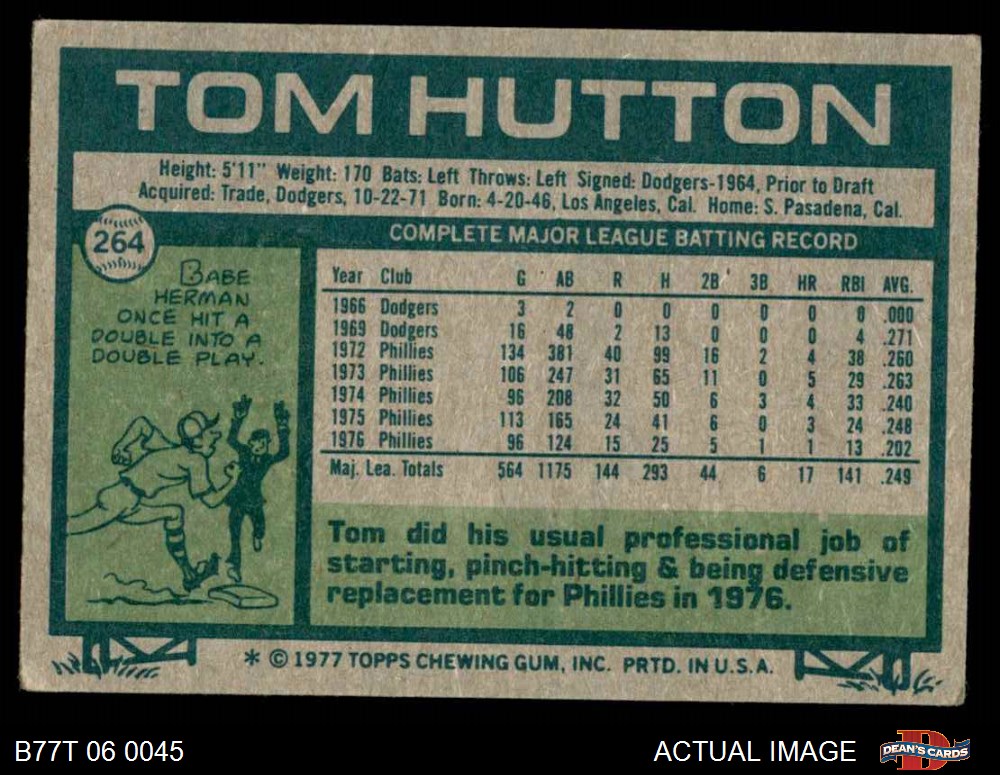 TOM HUTTON
Height: 5'11" Weight: 170 Bats: Left Throws: Left Signed: Dodgers-1964, Prior to Draft
Acquired: Trade, Dodgers, 10-22-71 Born: 4-20-46, Los Angeles, Cal. Home: S. Pasadena, Cal.
264
BABE
HERMAN
ONCE HIT A
DOUBLE INTO A
DOUBLE PLAY.
COMPLETE MAJOR LEAGUE BATTING RECORD
Year Club G AB R H 2B 3B HR RBI AVG.
1966 Dodgers 3 2 0 0 0 0 0 0 .000
1969 Dodgers 16 48 2 13 0 0 0 4 .271
1972 Phillies 134 381 40 99 16 2 4 38 .260
1973 Phillies 106 247 31 65 11 0 5 29 .263
1974 Phillies 96 208 32 50 6 3 4 33 .240
1975 Phillies 113 165 24 41 6 0 3 24 .248
1976 Phillies 96 124 15 25 5 1 1 13 .202
Maj. Lea. Totals 564 1175 144 293 44 6 17 141 .249
Tom did his usual professional job of
starting, pinch-hitting & being defensive
replacement for Phillies in 1976.
* © 1977 TOPPS CHEWING GUM, INC. PRTD. IN U.S.A.
B77T 06 0045
ACTUAL IMAGE
D
DEAN'S CARDS